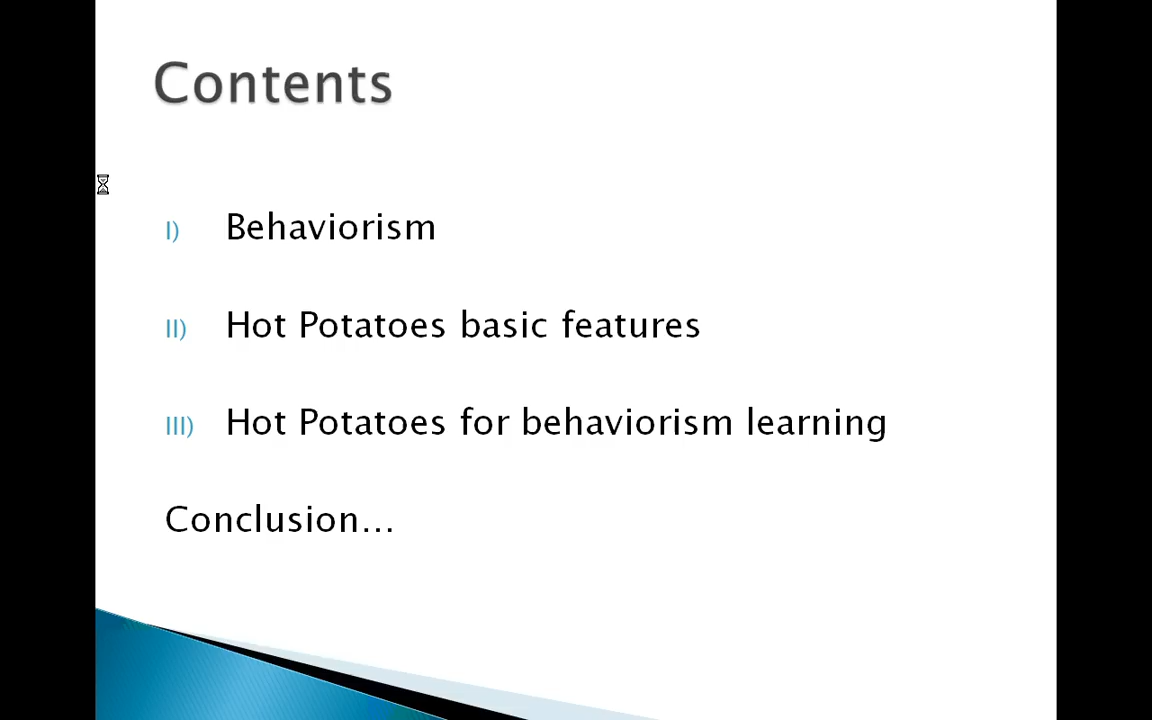 Contents
I) Behaviorism
II) Hot Potatoes basic features
III) Hot Potatoes for behaviorism learning
Conclusion...